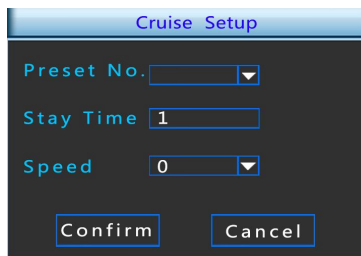 Cruise Setup
Preset No.
Stay Time 1
Speed 0
Confirm Cancel